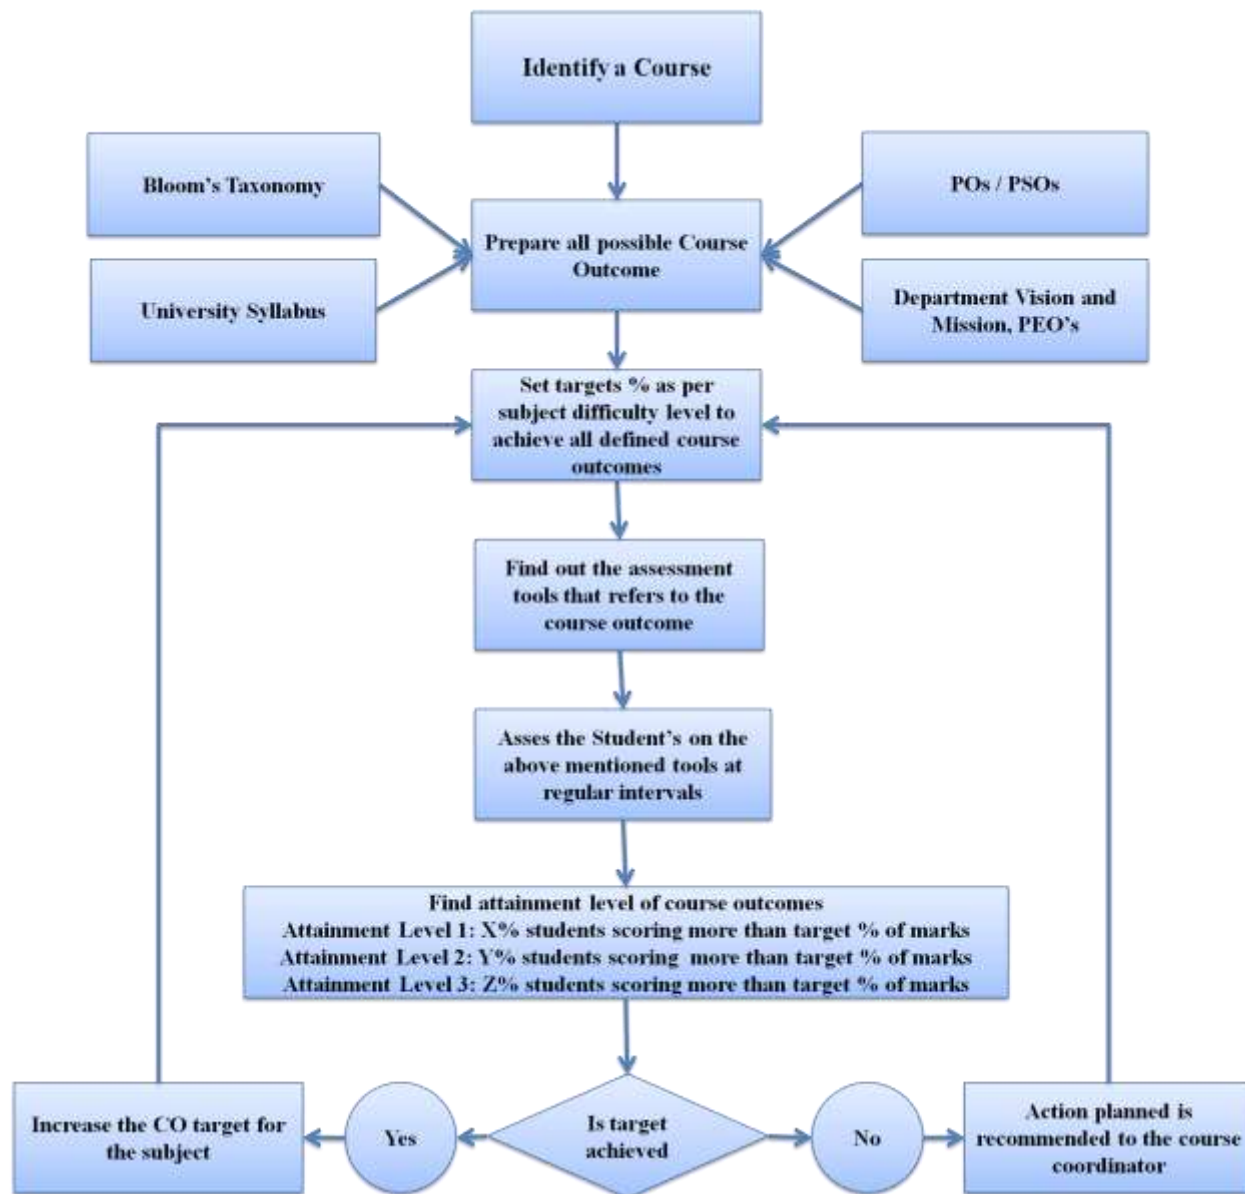 Identify a Course
Bloom's Taxonomy
POs / PSOs
Prepare all possible Course
Outcome
University Syllabus
Department Vision and
Mission, PEO's
Set targets % as per
subject difficulty level to
achieve all defined course
outcomes
Find out the assessment
tools that refers to the
course outcome
Asses the Student's on the
above mentioned tools at
regular intervals
Find attainment level of course outcomes
Attainment Level 1: X% students scoring more than target % of marks
Attainment Level 2: Y% students scoring more than target % of marks
Attainment Level 3: Z% students scoring more than target % of marks
Increase the CO target for
the subject
Yes
Is target
achieved
No
Action planned is
recommended to the course
coordinator